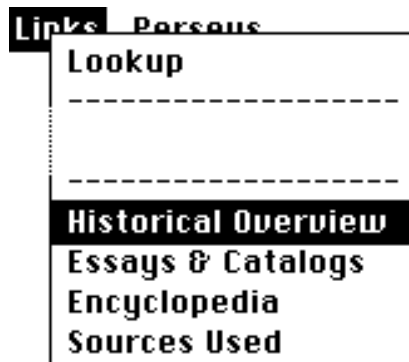 Links Perseus
Lookup
Historical Overview
Essays & Catalogs
Encyclopedia
Sources Used